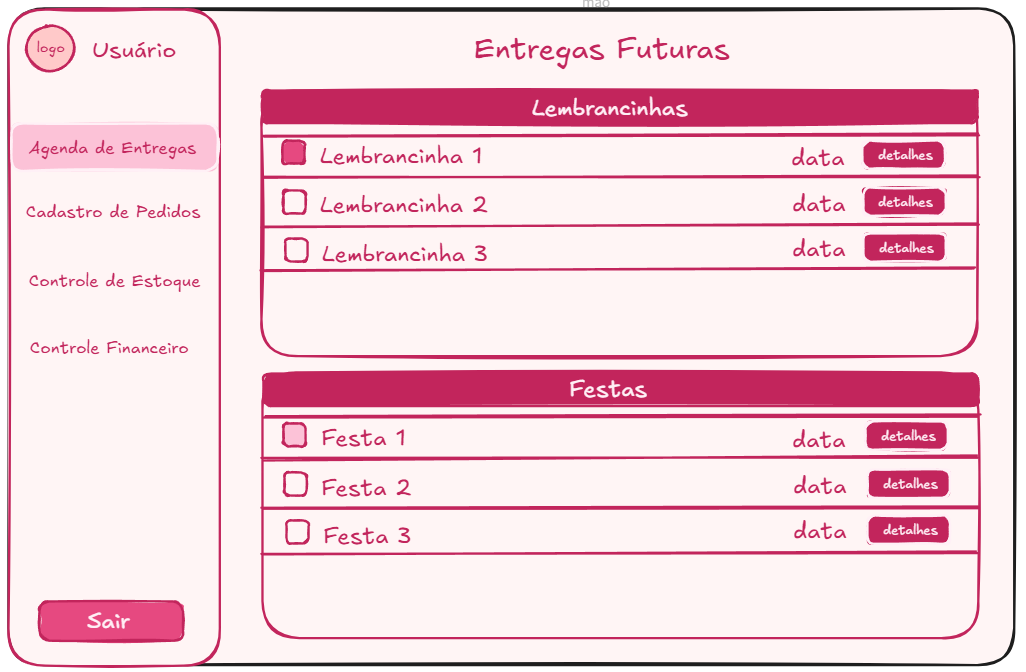 mão
logo
Usuário
Agenda de Entregas
Cadastro de Pedidos
Controle de Estoque
Controle Financeiro
Sair
Entregas Futuras
Lembrancinhas
Lembrancinha 1 data detalhes
Lembrancinha 2 data detalhes
Lembrancinha 3 data detalhes
Festas
Festa 1 data detalhes
Festa 2 data detalhes
Festa 3 data detalhes